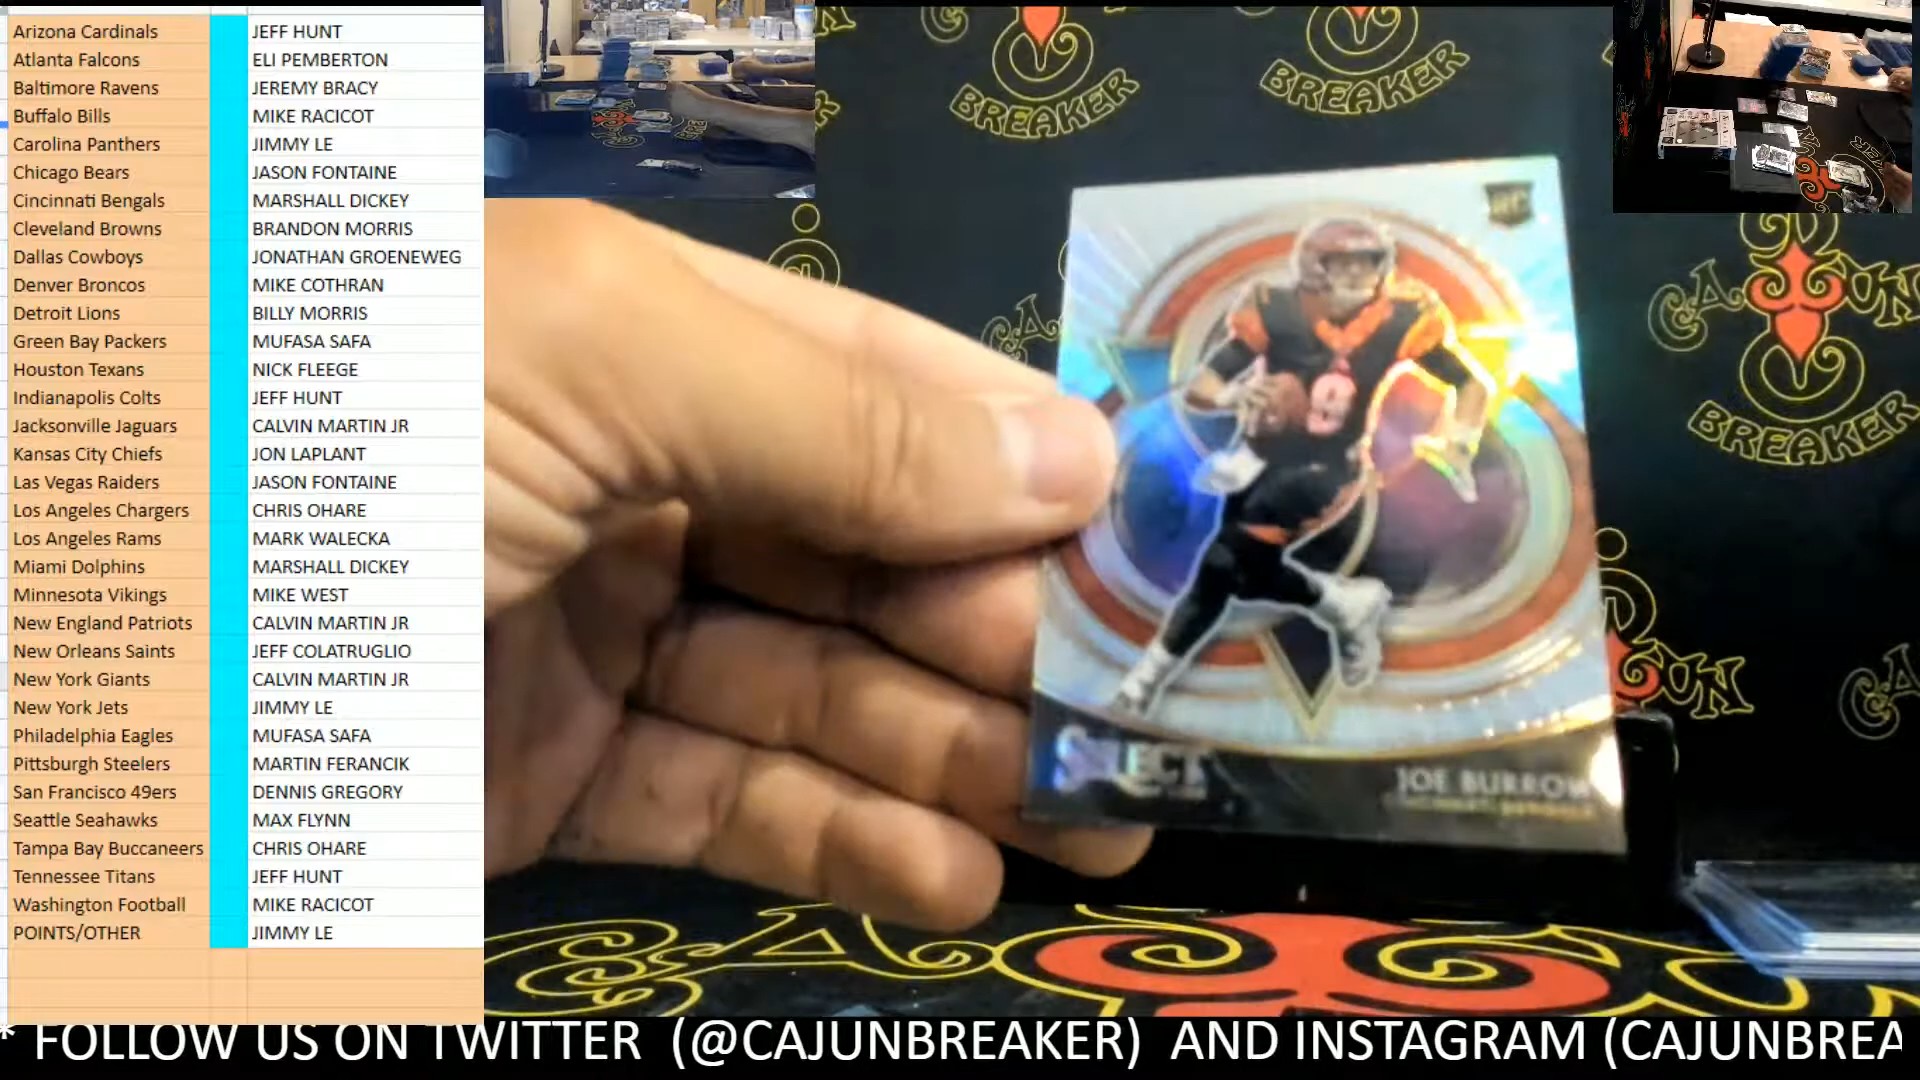 Arizona Cardinals JEFF HUNT
Atlanta Falcons ELI PEMBERTON
Baltimore Ravens JEREMY BRACY
Buffalo Bills MIKE RACICOT
Carolina Panthers JIMMY LE
Chicago Bears JASON FONTAINE
Cincinnati Bengals MARSHALL DICKEY
Cleveland Browns BRANDON MORRIS
Dallas Cowboys JONATHAN GROENEWEG
Denver Broncos MIKE COTHRAN
Detroit Lions BILLY MORRIS
Green Bay Packers MUFASA SAFA
Houston Texans NICK FLEEGE
Indianapolis Colts JEFF HUNT
Jacksonville Jaguars CALVIN MARTIN JR
Kansas City Chiefs JON LAPLANT
Las Vegas Raiders JASON FONTAINE
Los Angeles Chargers CHRIS OHARE
Los Angeles Rams MARK WALECKA
Miami Dolphins MARSHALL DICKEY
Minnesota Vikings MIKE WEST
New England Patriots CALVIN MARTIN JR
New Orleans Saints JEFF COLATRUGLIO
New York Giants CALVIN MARTIN JR
New York Jets JIMMY LE
Philadelphia Eagles MUFASA SAFA
Pittsburgh Steelers MARTIN FERANCIK
San Francisco 49ers DENNIS GREGORY
Seattle Seahawks MAX FLYNN
Tampa Bay Buccaneers CHRIS OHARE
Tennessee Titans JEFF HUNT
Washington Football MIKE RACICOT
POINTS/OTHER JIMMY LE
BREAKER
BREAKER
CAJUN
BREAKER
RC
9
SELECT
JOE BURROW
* FOLLOW US ON TWITTER (@CAJUNBREAKER) AND INSTAGRAM (CAJUNBREA